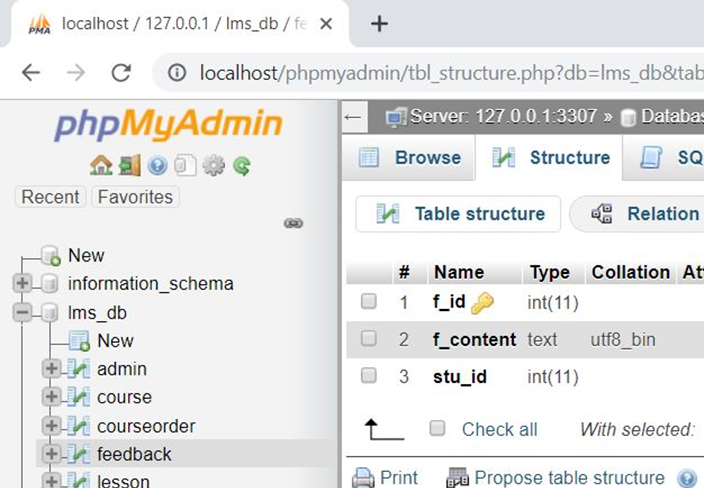 localhost / 127.0.0.1 / lms_db / fe
localhost/phpmyadmin/tbl_structure.php?db=lms_db&tab
phpMyAdmin
Recent Favorites
New
information_schema
lms_db
New
admin
course
courseorder
feedback
lesson
Server: 127.0.0.1:3307 » Databas
Browse Structure SQ
Table structure Relation
# Name Type Collation Att
1 f_id int(11)
2 f_content text utf8_bin
3 stu_id int(11)
Check all With selected:
Print Propose table structure